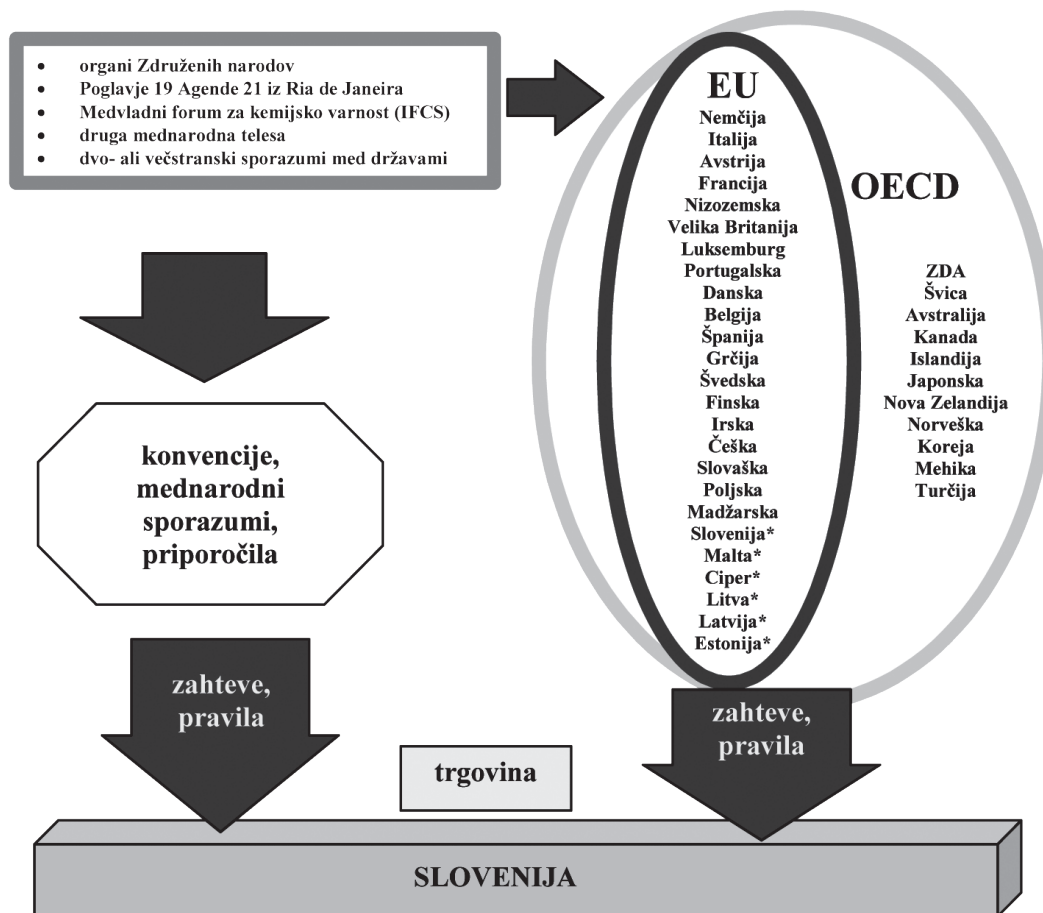 • organi Združenih narodov
• Poglavje 19 Agende 21 iz Ria de Janeira
• Medvladni forum za kemijsko varnost (IFCS)
• druga mednarodna telesa
• dvo- ali večstranski sporazumi med državami
EU
Nemčija
Italija
Avstrija
Francija
Nizozemska
Velika Britanija
Luksemburg
Portugalska
Danska
Belgija
Španija
Grčija
Švedska
Finska
Irska
Češka
Slovaška
Poljska
Madžarska
Slovenija*
Malta*
Ciper*
Litva*
Latvija*
Estonija*
OECD
ZDA
Švica
Avstralija
Kanada
Islandija
Japonska
Nova Zelandija
Norveška
Koreja
Mehika
Turčija
konvencije,
mednarodni
sporazumi,
priporočila
zahteve,
pravila
zahteve,
pravila
trgovina
SLOVENIJA